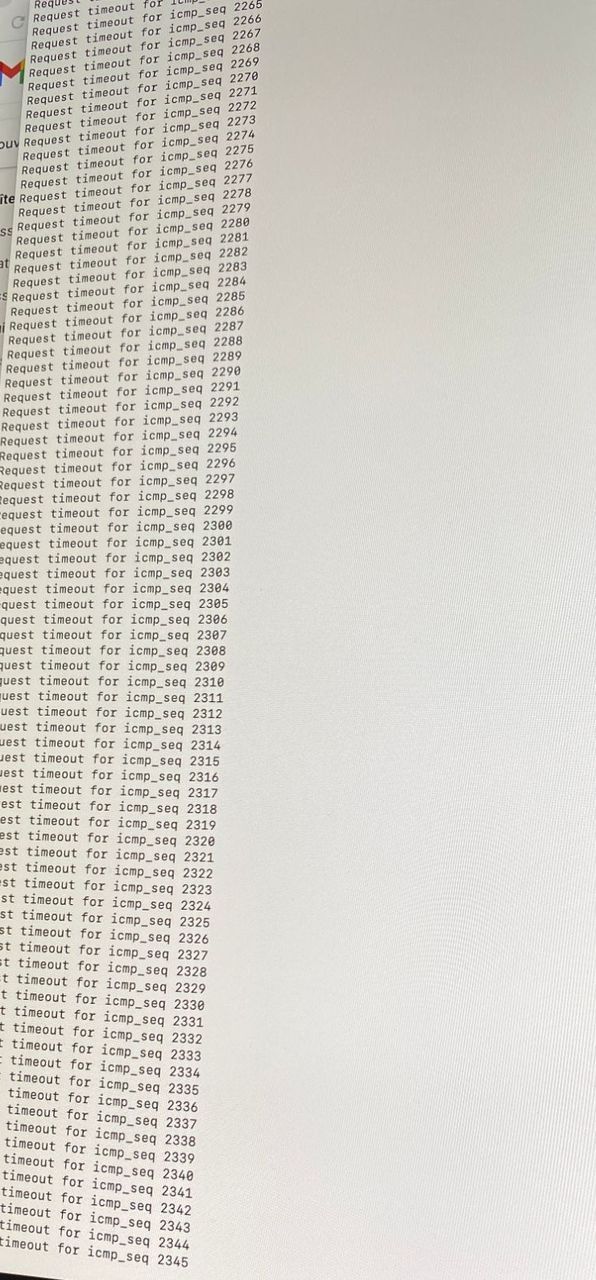 Request timeout for icmp_seq 2265
Request timeout for icmp_seq 2266
Request timeout for icmp_seq 2267
Request timeout for icmp_seq 2268
Request timeout for icmp_seq 2269
Request timeout for icmp_seq 2270
Request timeout for icmp_seq 2271
Request timeout for icmp_seq 2272
Request timeout for icmp_seq 2273
Request timeout for icmp_seq 2274
Request timeout for icmp_seq 2275
Request timeout for icmp_seq 2276
Request timeout for icmp_seq 2277
Request timeout for icmp_seq 2278
Request timeout for icmp_seq 2279
Request timeout for icmp_seq 2280
Request timeout for icmp_seq 2281
Request timeout for icmp_seq 2282
Request timeout for icmp_seq 2283
Request timeout for icmp_seq 2284
Request timeout for icmp_seq 2285
Request timeout for icmp_seq 2286
Request timeout for icmp_seq 2287
Request timeout for icmp_seq 2288
Request timeout for icmp_seq 2289
Request timeout for icmp_seq 2290
Request timeout for icmp_seq 2291
Request timeout for icmp_seq 2292
Request timeout for icmp_seq 2293
Request timeout for icmp_seq 2294
Request timeout for icmp_seq 2295
Request timeout for icmp_seq 2296
Request timeout for icmp_seq 2297
equest timeout for icmp_seq 2298
equest timeout for icmp_seq 2299
equest timeout for icmp_seq 2300
equest timeout for icmp_seq 2301
equest timeout for icmp_seq 2302
equest timeout for icmp_seq 2303
equest timeout for icmp_seq 2304
quest timeout for icmp_seq 2305
quest timeout for icmp_seq 2306
quest timeout for icmp_seq 2307
quest timeout for icmp_seq 2308
quest timeout for icmp_seq 2309
quest timeout for icmp_seq 2310
uest timeout for icmp_seq 2311
uest timeout for icmp_seq 2312
uest timeout for icmp_seq 2313
uest timeout for icmp_seq 2314
uest timeout for icmp_seq 2315
uest timeout for icmp_seq 2316
est timeout for icmp_seq 2317
est timeout for icmp_seq 2318
est timeout for icmp_seq 2319
est timeout for icmp_seq 2320
est timeout for icmp_seq 2321
est timeout for icmp_seq 2322
st timeout for icmp_seq 2323
st timeout for icmp_seq 2324
st timeout for icmp_seq 2325
st timeout for icmp_seq 2326
st timeout for icmp_seq 2327
st timeout for icmp_seq 2328
t timeout for icmp_seq 2329
t timeout for icmp_seq 2330
t timeout for icmp_seq 2331
t timeout for icmp_seq 2332
t timeout for icmp_seq 2333
timeout for icmp_seq 2334
timeout for icmp_seq 2335
timeout for icmp_seq 2336
timeout for icmp_seq 2337
timeout for icmp_seq 2338
timeout for icmp_seq 2339
timeout for icmp_seq 2340
timeout for icmp_seq 2341
timeout for icmp_seq 2342
timeout for icmp_seq 2343
timeout for icmp_seq 2344
timeout for icmp_seq 2345